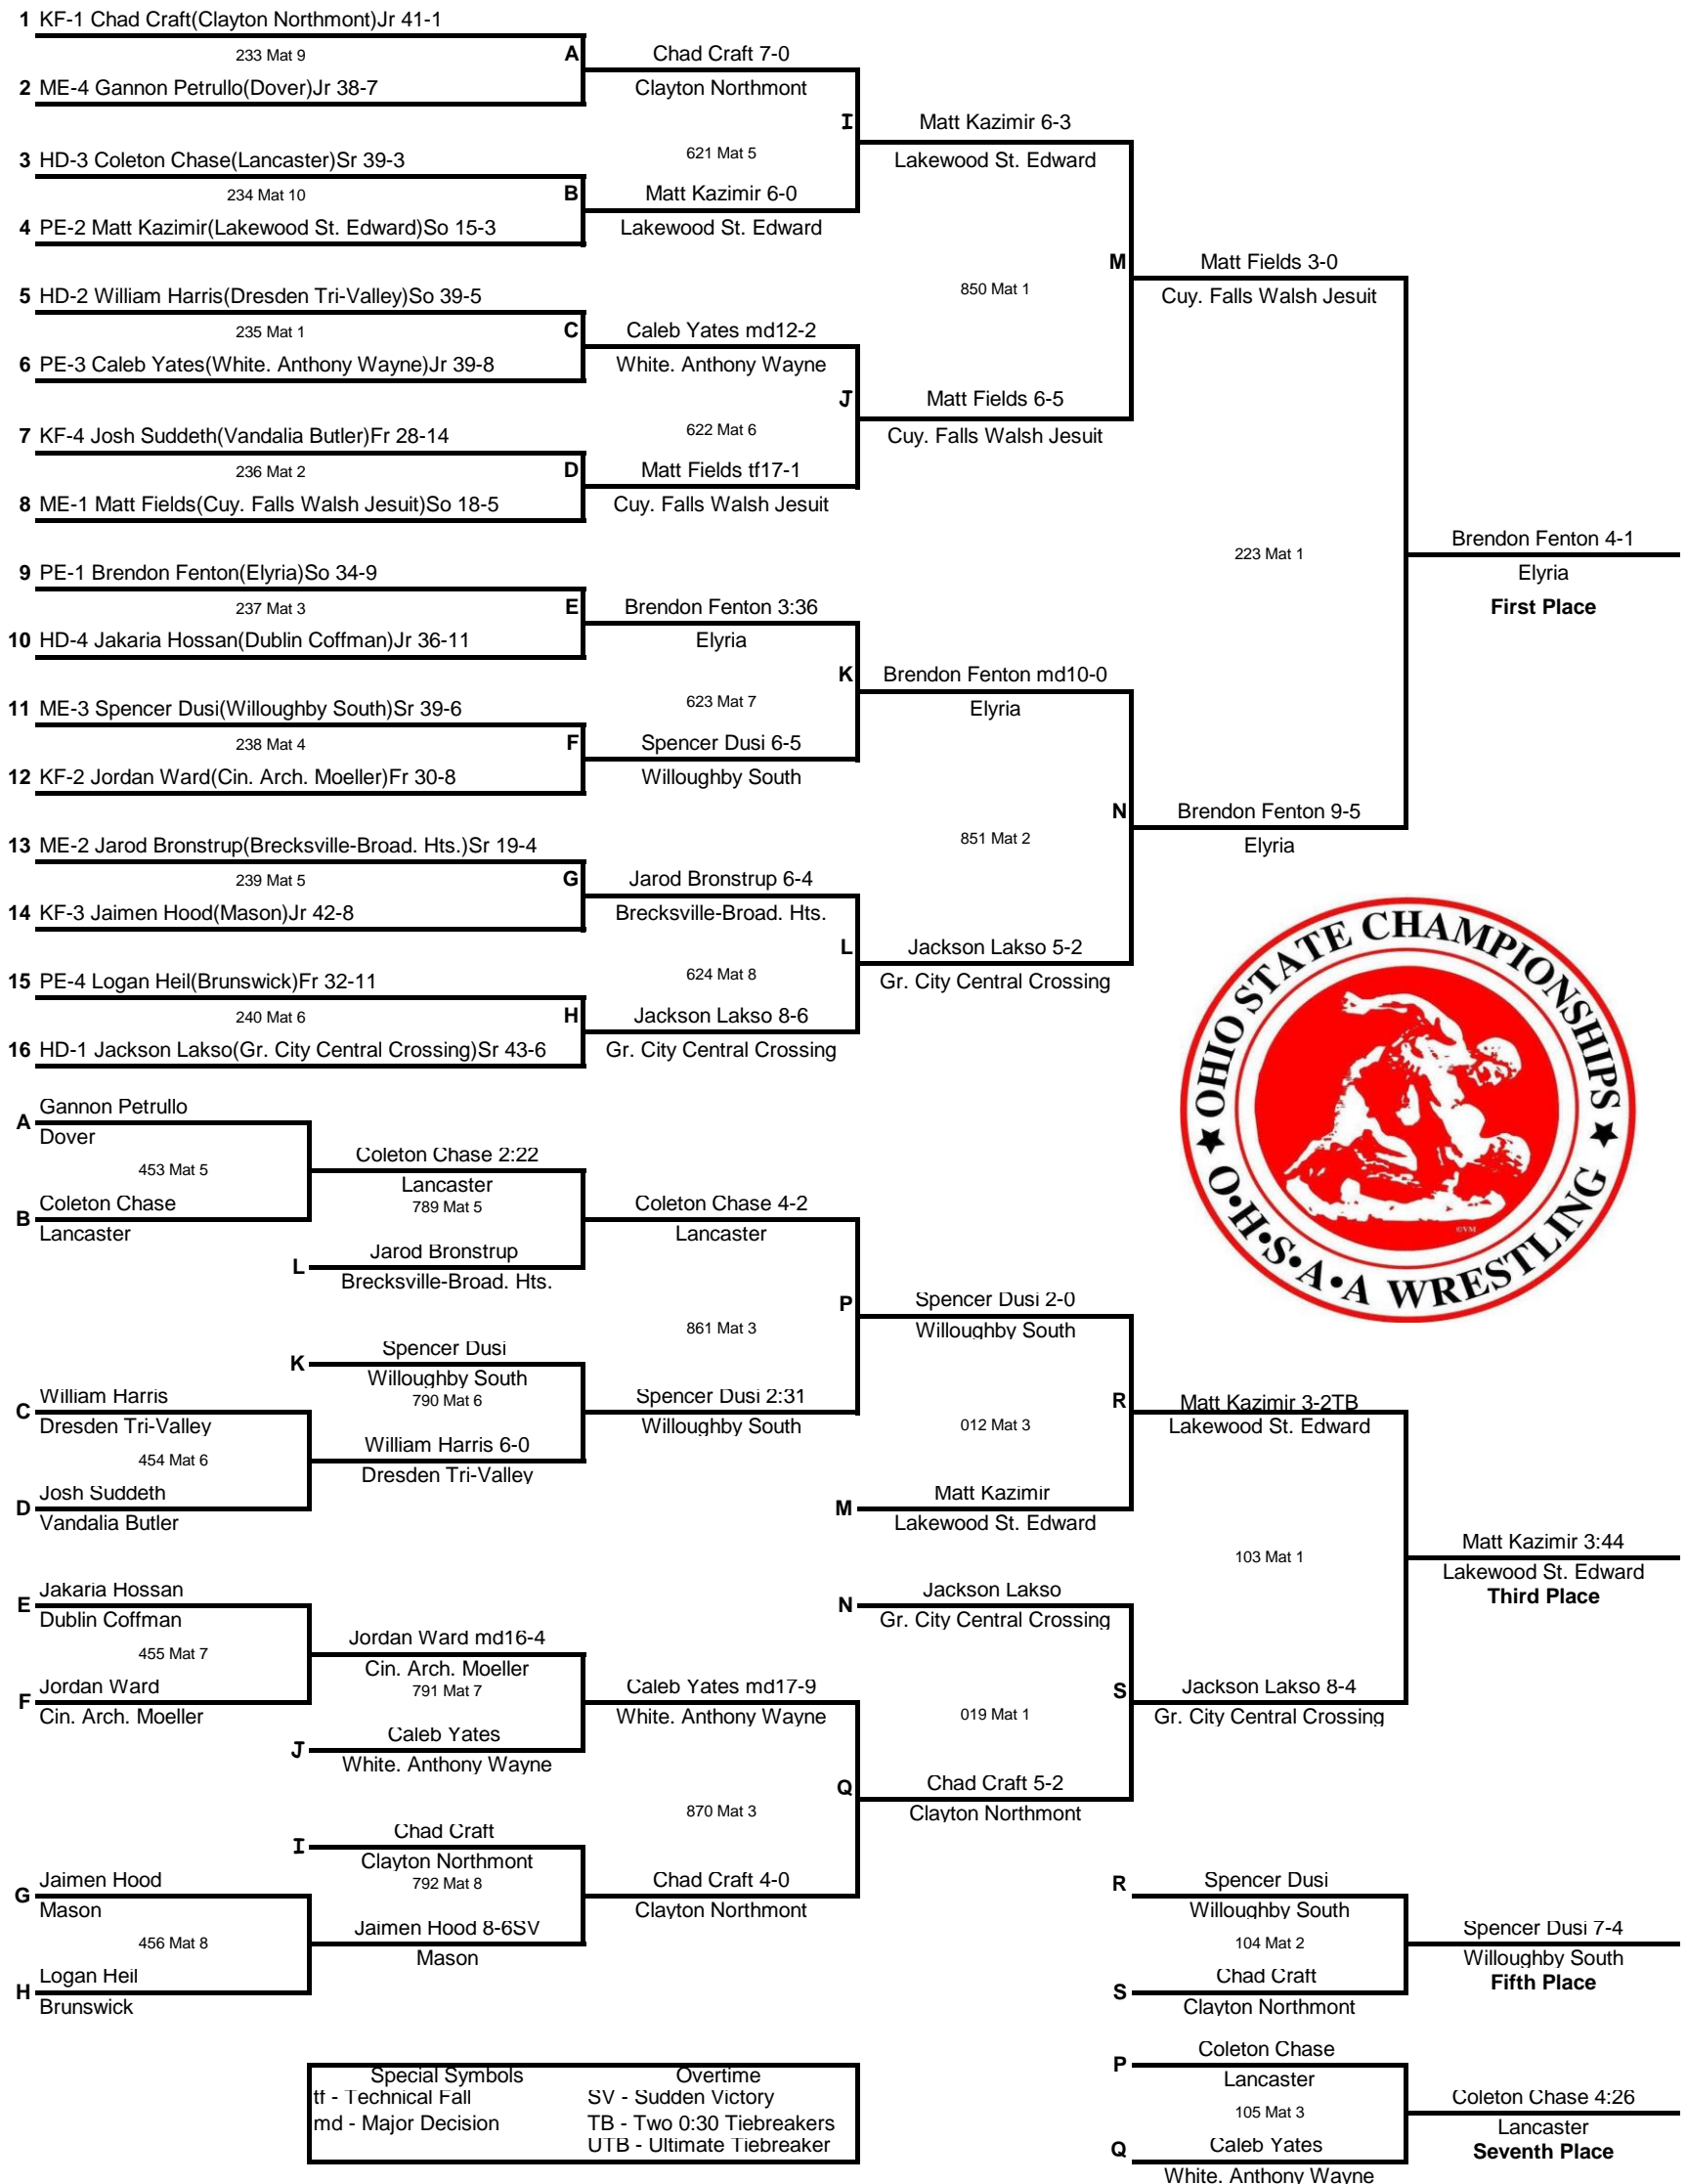 1 KF-1 Chad Craft(Clayton Northmont)Jr 41-1
233 Mat 9
A
2 ME-4 Gannon Petrullo(Dover)Jr 38-7
Chad Craft 7-0
Clayton Northmont
I
621 Mat 5
3 HD-3 Coleton Chase(Lancaster)Sr 39-3
234 Mat 10
B
4 PE-2 Matt Kazimir(Lakewood St. Edward)So 15-3
Matt Kazimir 6-0
Lakewood St. Edward
Matt Kazimir 6-3
Lakewood St. Edward
M
850 Mat 1
5 HD-2 William Harris(Dresden Tri-Valley)So 39-5
235 Mat 1
C
6 PE-3 Caleb Yates(White. Anthony Wayne)Jr 39-8
Caleb Yates md12-2
White. Anthony Wayne
J
622 Mat 6
7 KF-4 Josh Suddeth(Vandalia Butler)Fr 28-14
236 Mat 2
D
8 ME-1 Matt Fields(Cuy. Falls Walsh Jesuit)So 18-5
Matt Fields tf17-1
Cuy. Falls Walsh Jesuit
Matt Fields 6-5
Cuy. Falls Walsh Jesuit
Matt Fields 3-0
Cuy. Falls Walsh Jesuit
223 Mat 1
Brendon Fenton 4-1
Elyria
First Place
9 PE-1 Brendon Fenton(Elyria)So 34-9
237 Mat 3
E
10 HD-4 Jakaria Hossan(Dublin Coffman)Jr 36-11
Brendon Fenton 3:36
Elyria
K
623 Mat 7
11 ME-3 Spencer Dusi(Willoughby South)Sr 39-6
238 Mat 4
F
12 KF-2 Jordan Ward(Cin. Arch. Moeller)Fr 30-8
Spencer Dusi 6-5
Willoughby South
Brendon Fenton md10-0
Elyria
N
851 Mat 2
Brendon Fenton 9-5
Elyria
13 ME-2 Jarod Bronstrup(Brecksville-Broad. Hts.)Sr 19-4
239 Mat 5
G
14 KF-3 Jaimen Hood(Mason)Jr 42-8
Jarod Bronstrup 6-4
Brecksville-Broad. Hts.
L
624 Mat 8
15 PE-4 Logan Heil(Brunswick)Fr 32-11
240 Mat 6
H
16 HD-1 Jackson Lakso(Gr. City Central Crossing)Sr 43-6
Jackson Lakso 8-6
Gr. City Central Crossing
Jackson Lakso 5-2
Gr. City Central Crossing
★ OHIO STATE CHAMPIONSHIPS ★
O•H•S•A•A WRESTLING
©VM
A Gannon Petrullo
Dover
453 Mat 5
B Coleton Chase
Lancaster
Coleton Chase 2:22
Lancaster
789 Mat 5
L Jarod Bronstrup
Brecksville-Broad. Hts.
Coleton Chase 4-2
Lancaster
P
861 Mat 3
K Spencer Dusi
Willoughby South
790 Mat 6
C William Harris
Dresden Tri-Valley
454 Mat 6
D Josh Suddeth
Vandalia Butler
William Harris 6-0
Dresden Tri-Valley
Spencer Dusi 2:31
Willoughby South
Spencer Dusi 2-0
Willoughby South
R
012 Mat 3
M Matt Kazimir
Lakewood St. Edward
Matt Kazimir 3-2TB
Lakewood St. Edward
103 Mat 1
Matt Kazimir 3:44
Lakewood St. Edward
Third Place
E Jakaria Hossan
Dublin Coffman
455 Mat 7
F Jordan Ward
Cin. Arch. Moeller
Jordan Ward md16-4
Cin. Arch. Moeller
791 Mat 7
J Caleb Yates
White. Anthony Wayne
Caleb Yates md17-9
White. Anthony Wayne
Q
870 Mat 3
N Jackson Lakso
Gr. City Central Crossing
S
019 Mat 1
Jackson Lakso 8-4
Gr. City Central Crossing
Chad Craft 5-2
Clayton Northmont
I Chad Craft
Clayton Northmont
792 Mat 8
G Jaimen Hood
Mason
456 Mat 8
H Logan Heil
Brunswick
Jaimen Hood 8-6SV
Mason
Chad Craft 4-0
Clayton Northmont
R Spencer Dusi
Willoughby South
104 Mat 2
S Chad Craft
Clayton Northmont
Spencer Dusi 7-4
Willoughby South
Fifth Place
P Coleton Chase
Lancaster
105 Mat 3
Q Caleb Yates
White. Anthony Wayne
Coleton Chase 4:26
Lancaster
Seventh Place
Special Symbols Overtime
tf - Technical Fall SV - Sudden Victory
md - Major Decision TB - Two 0:30 Tiebreakers
UTB - Ultimate Tiebreaker